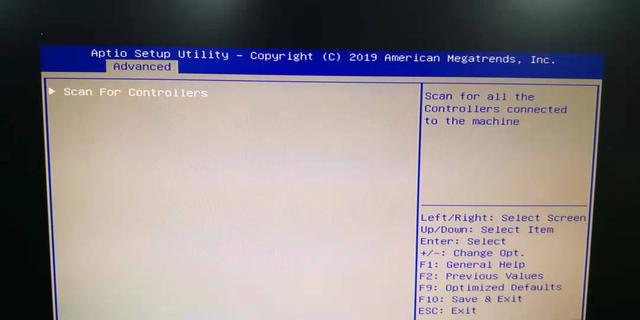 Aptio Setup Utility – Copyright (C) 2019 American Megatrends, Inc.
Advanced
▶ Scan For Controllers
Scan for all the
Controllers connected
to the machine
Left/Right: Select Screen
Up/Down: Select Item
Enter: Select
+/-: Change Opt.
F1: General Help
F2: Previous Values
F9: Optimized Defaults
F10: Save & Exit
ESC: Exit